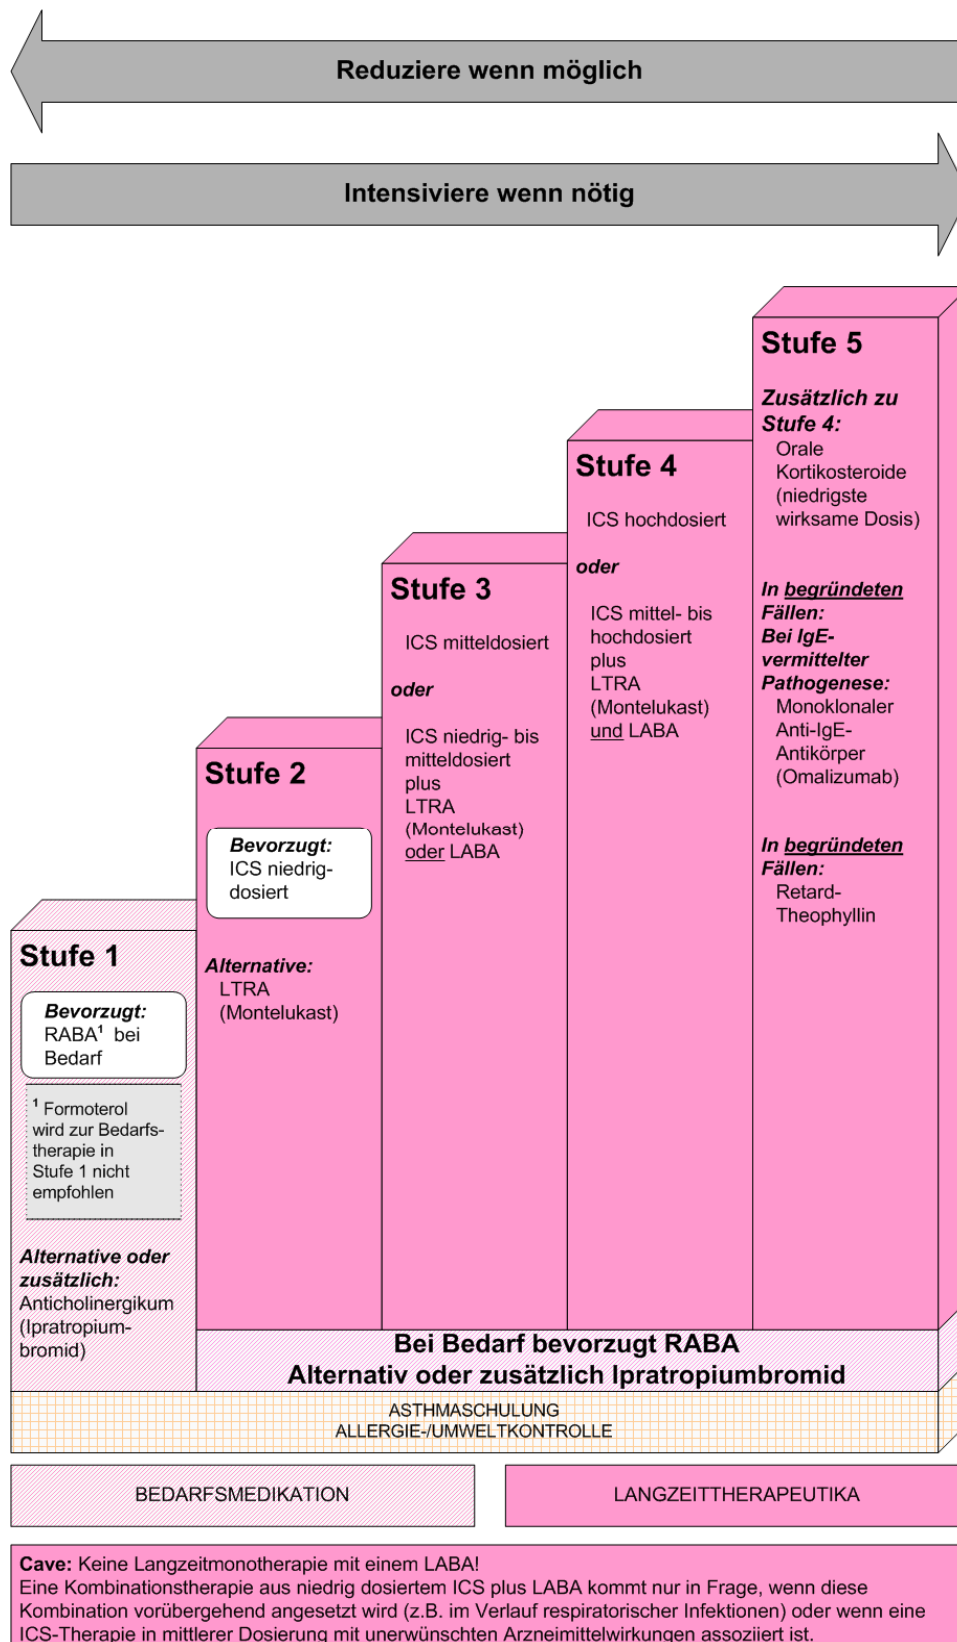 Reduziere wenn möglich
Intensiviere wenn nötig
Stufe 1
Bevorzugt:
RABA¹ bei
Bedarf
¹ Formoterol
wird zur Bedarfs-
therapie in
Stufe 1 nicht
empfohlen
Alternative oder
zusätzlich:
Anticholinergikum
(Ipratropium-
bromid)
Stufe 2
Bevorzugt:
ICS niedrig-
dosiert
Alternative:
LTRA
(Montelukast)
Stufe 3
ICS mitteldosiert
oder
ICS niedrig- bis
mitteldosiert
plus
LTRA
(Montelukast)
oder LABA
Stufe 4
ICS hochdosiert
oder
ICS mittel- bis
hochdosiert
plus
LTRA
(Montelukast)
und LABA
Stufe 5
Zusätzlich zu
Stufe 4:
Orale
Kortikosteroide
(niedrigste
wirksame Dosis)
In begründeten
Fällen:
Bei IgE-
vermittelter
Pathogenese:
Monoklonaler
Anti-IgE-
Antikörper
(Omalizumab)
In begründeten
Fällen:
Retard-
Theophyllin
Bei Bedarf bevorzugt RABA
Alternativ oder zusätzlich Ipratropiumbromid
ASTHMASCHULUNG
ALLERGIE-/UMWELTKONTROLLE
BEDARFSMEDIKATION
LANGZEITTHERAPEUTIKA
Cave: Keine Langzeitmonotherapie mit einem LABA!
Eine Kombinationstherapie aus niedrig dosiertem ICS plus LABA kommt nur in Frage, wenn diese
Kombination vorübergehend angesetzt wird (z.B. im Verlauf respiratorischer Infektionen) oder wenn eine
ICS-Therapie in mittlerer Dosierung mit unerwünschten Arzneimittelwirkungen assoziiert ist.